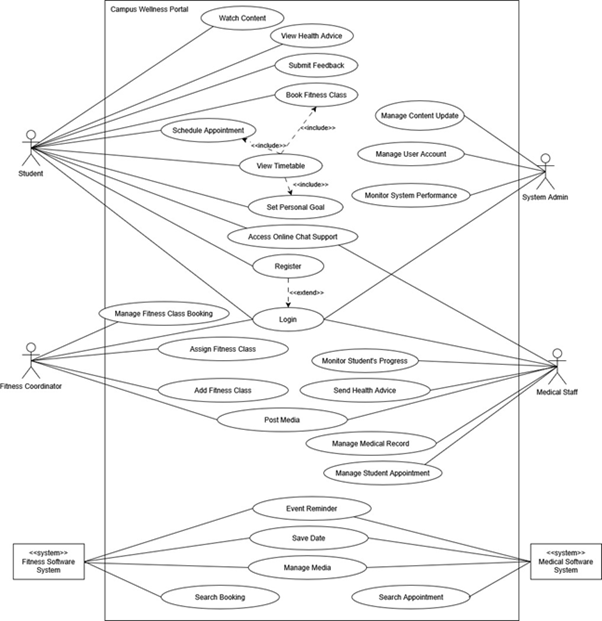 Campus Wellness Portal
Watch Content
View Health Advice
Submit Feedback
Book Fitness Class
Manage Content Update
Schedule Appointment
<<include>>
<<include>>
Manage User Account
Student
View Timetable
System Admin
<<include>>
Monitor System Performance
Set Personal Goal
Access Online Chat Support
Register
<<extend>>
Manage Fitness Class Booking
Login
Assign Fitness Class
Monitor Student's Progress
Fitness Coordinator
Medical Staff
Add Fitness Class
Send Health Advice
Post Media
Manage Medical Record
Manage Student Appointment
Event Reminder
Save Date
<<system>>
Fitness Software
System
<<system>>
Medical Software
System
Manage Media
Search Booking
Search Appointment